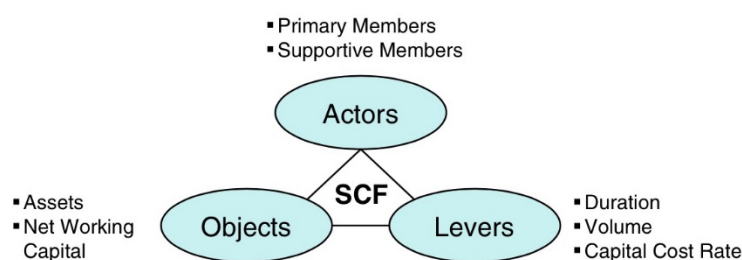 ▪ Primary Members
▪ Supportive Members
Actors
SCF
▪ Assets
▪ Net Working
Capital
Objects
Levers
▪ Duration
▪ Volume
▪ Capital Cost Rate